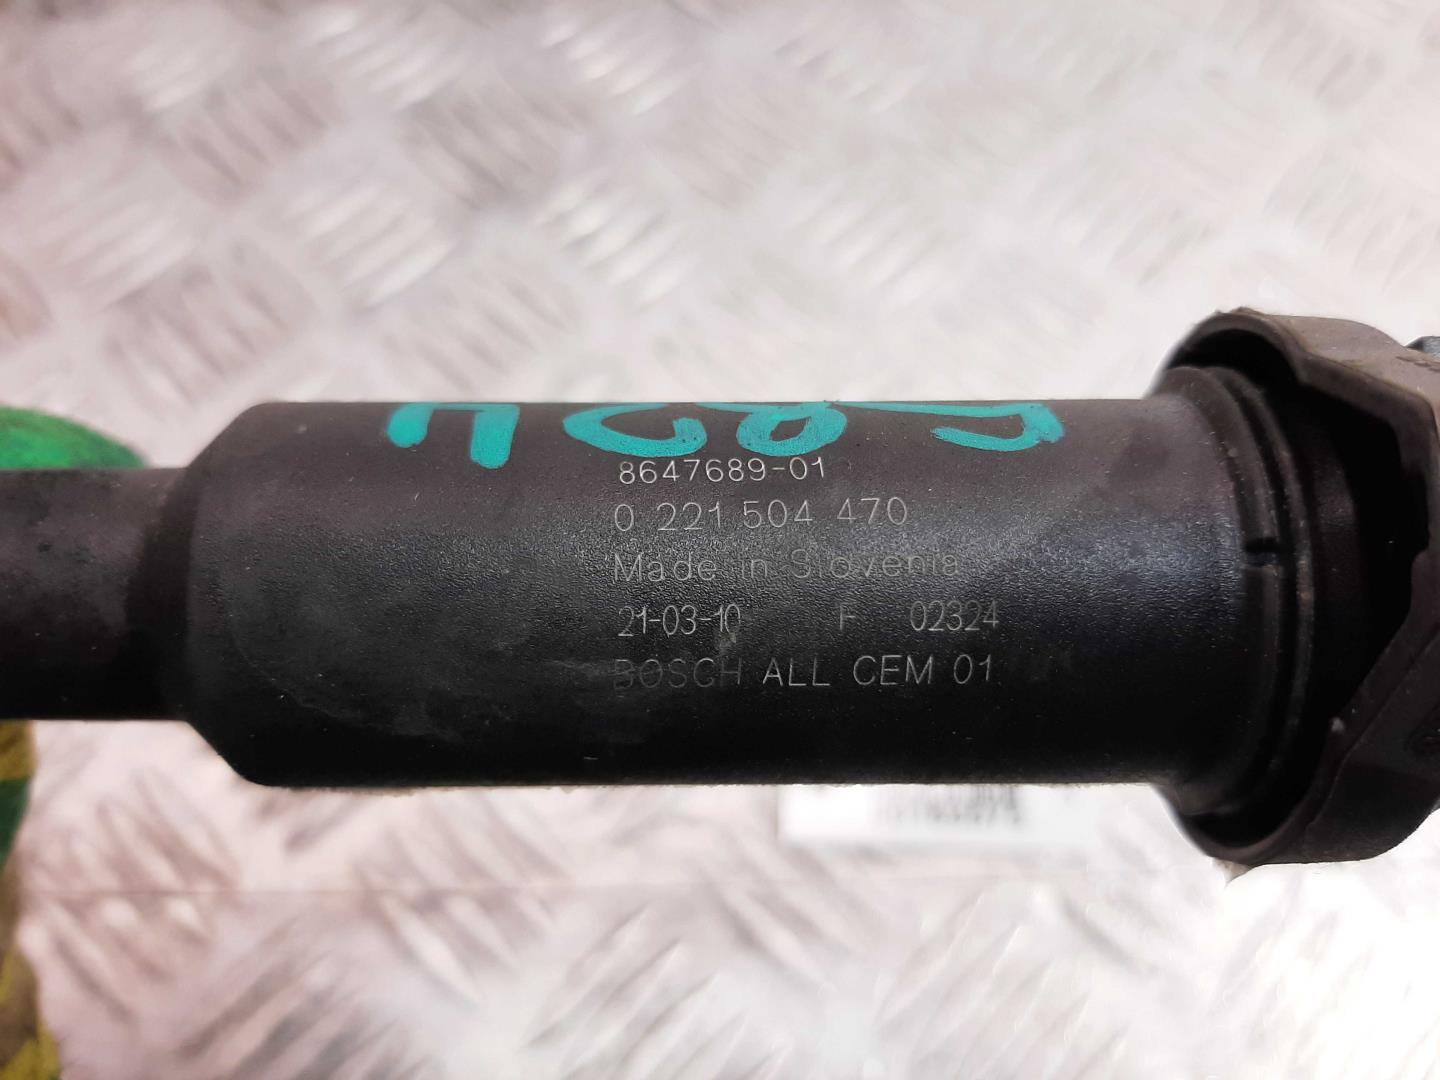 8647689-01
0 221 504 470
Made in Slovenia
21-03-10 F 02324
BOSCH ALL CEM 01